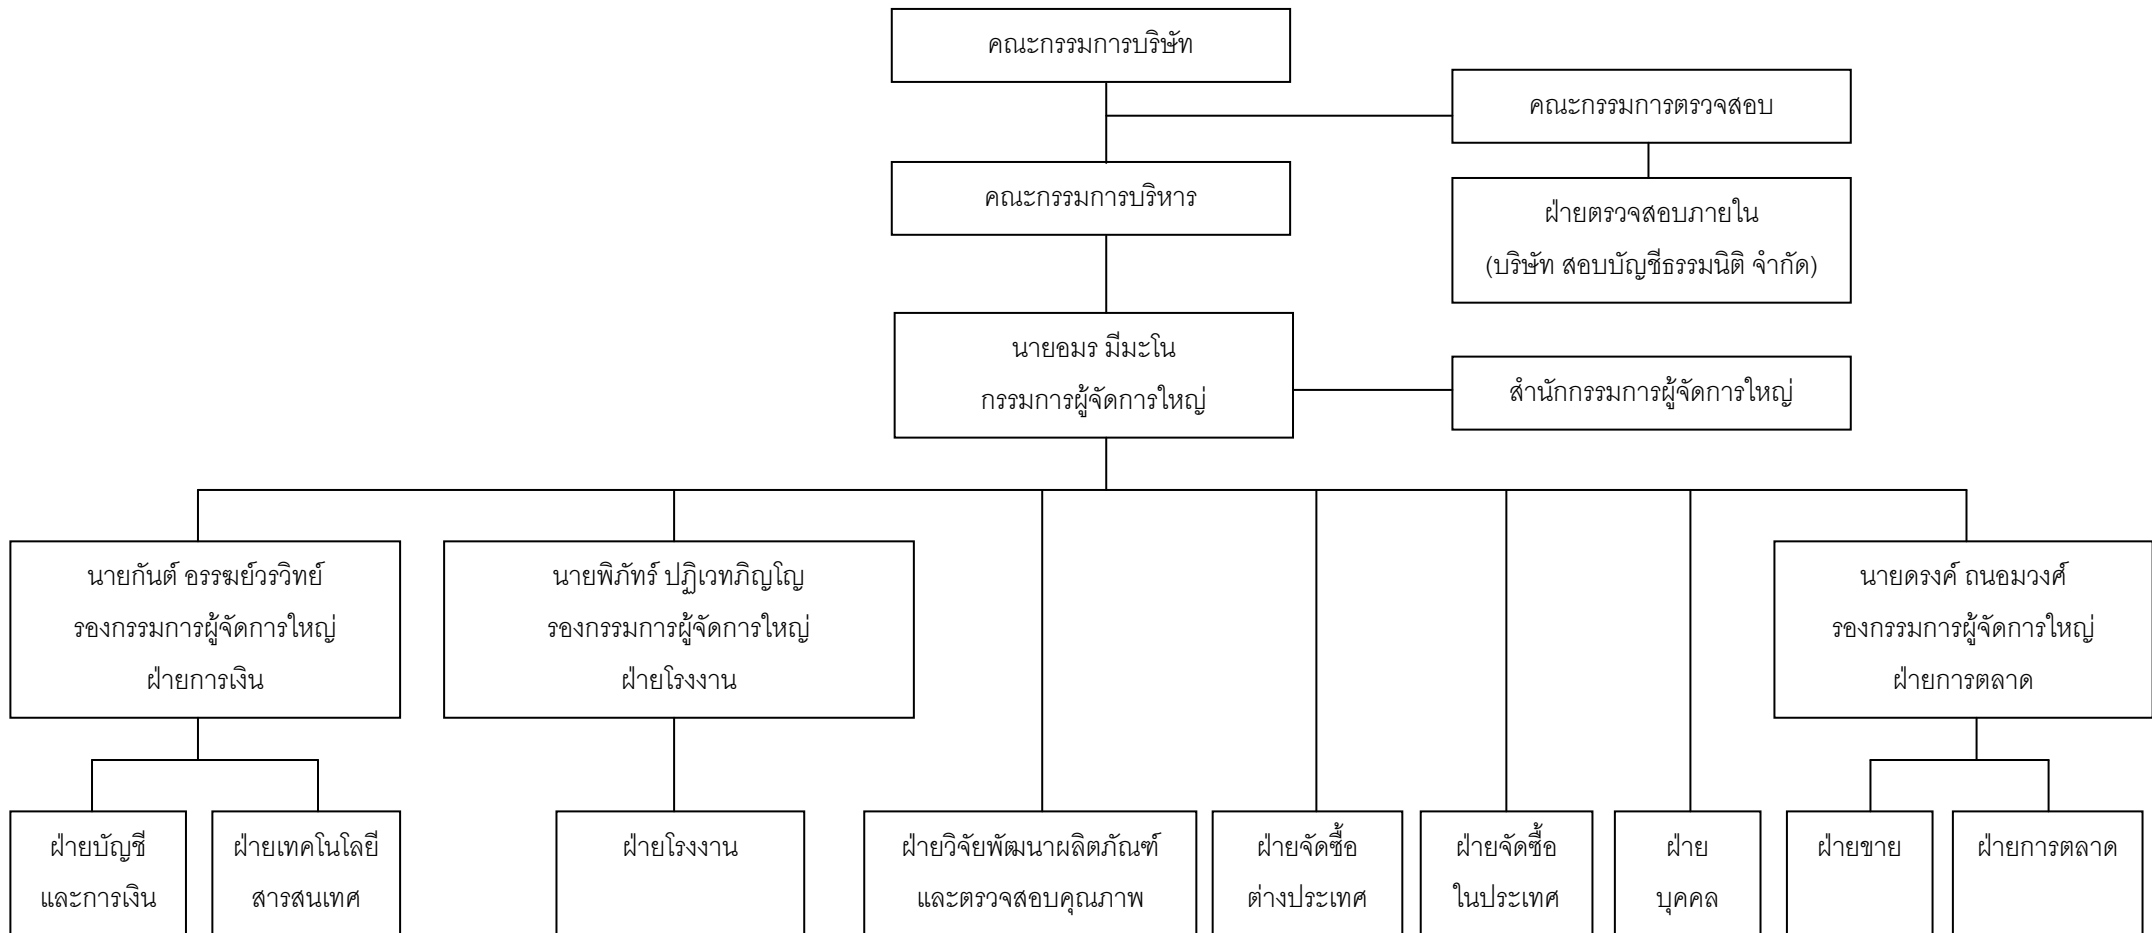 คณะกรรมการบริษัท
คณะกรรมการตรวจสอบ
คณะกรรมการบริหาร
ฝ่ายตรวจสอบภายใน
(บริษัท สอบบัญชีธรรมนิติ จำกัด)
นายอมร มีมะโน
กรรมการผู้จัดการใหญ่
สำนักกรรมการผู้จัดการใหญ่
นายกันต์ อรรฆย์วรวิทย์
รองกรรมการผู้จัดการใหญ่
ฝ่ายการเงิน
นายพิภัทร์ ปฏิเวทภิญโญ
รองกรรมการผู้จัดการใหญ่
ฝ่ายโรงงาน
นายดรงค์ ถนอมวงศ์
รองกรรมการผู้จัดการใหญ่
ฝ่ายการตลาด
ฝ่ายบัญชี
และการเงิน
ฝ่ายเทคโนโลยี
สารสนเทศ
ฝ่ายโรงงาน
ฝ่ายวิจัยพัฒนาผลิตภัณฑ์
และตรวจสอบคุณภาพ
ฝ่ายจัดซื้อ
ต่างประเทศ
ฝ่ายจัดซื้อ
ในประเทศ
ฝ่าย
บุคคล
ฝ่ายขาย
ฝ่ายการตลาด